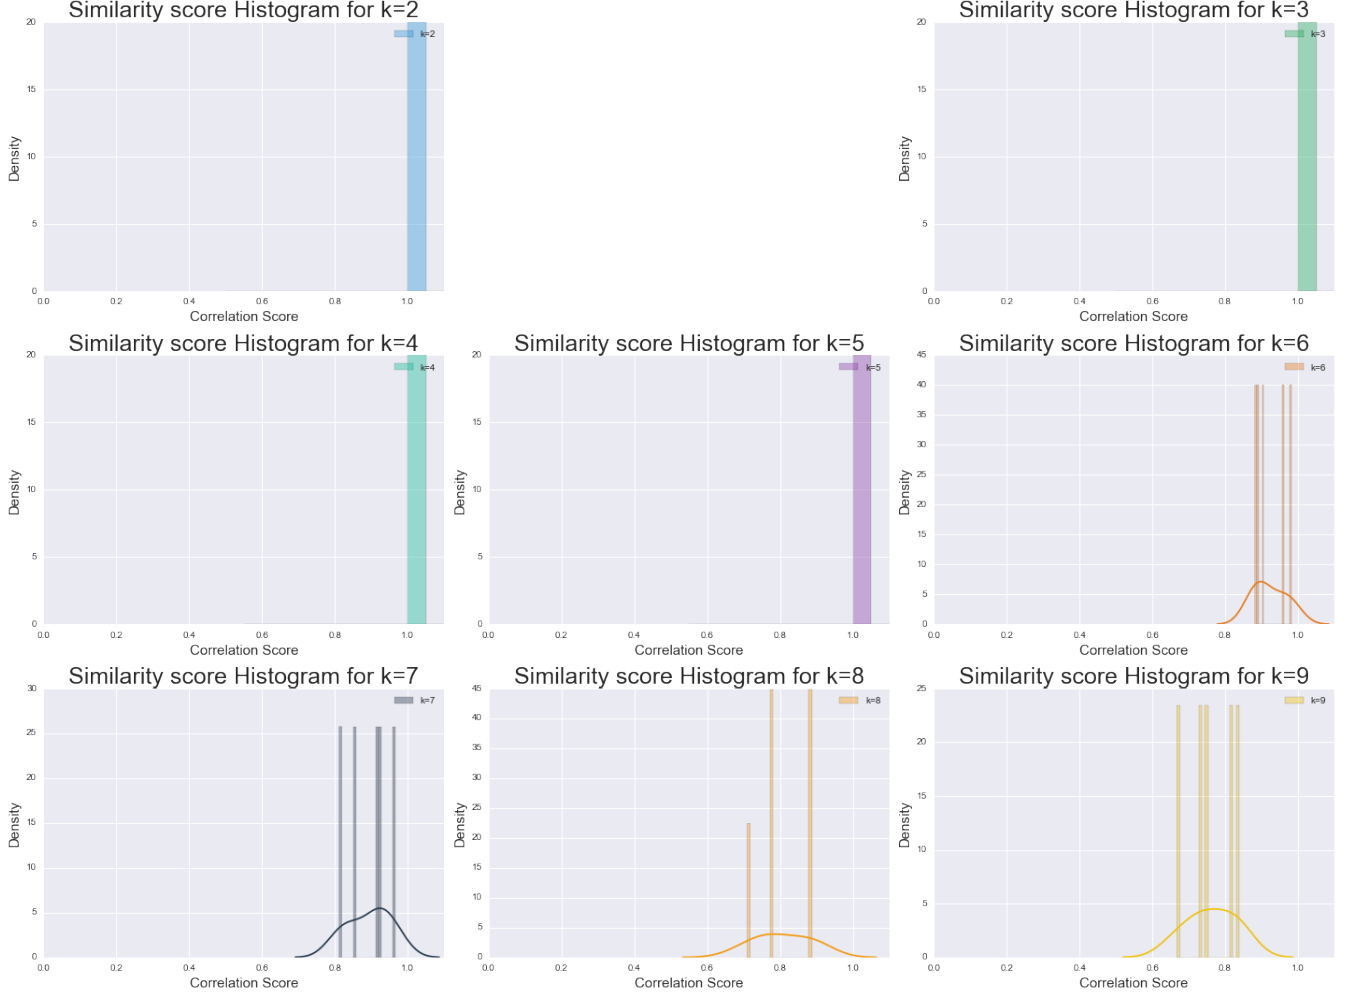 Similarity score Histogram for k=2
20
15
10
5
0
Density
k=2
0.0 0.2 0.4 0.6 0.8 1.0
Correlation Score
Similarity score Histogram for k=3
20
15
10
5
0
Density
k=3
0.0 0.2 0.4 0.6 0.8 1.0
Correlation Score
Similarity score Histogram for k=4
20
15
10
5
0
Density
k=4
0.0 0.2 0.4 0.6 0.8 1.0
Correlation Score
Similarity score Histogram for k=5
20
15
10
5
0
Density
k=5
0.0 0.2 0.4 0.6 0.8 1.0
Correlation Score
Similarity score Histogram for k=6
45
40
35
30
25
20
15
10
5
0
Density
k=6
0.0 0.2 0.4 0.6 0.8 1.0
Correlation Score
Similarity score Histogram for k=7
30
25
20
15
10
5
0
Density
k=7
0.0 0.2 0.4 0.6 0.8 1.0
Correlation Score
Similarity score Histogram for k=8
45
40
35
30
25
20
15
10
5
0
Density
k=8
0.0 0.2 0.4 0.6 0.8 1.0
Correlation Score
Similarity score Histogram for k=9
25
20
15
10
5
0
Density
k=9
0.0 0.2 0.4 0.6 0.8 1.0
Correlation Score